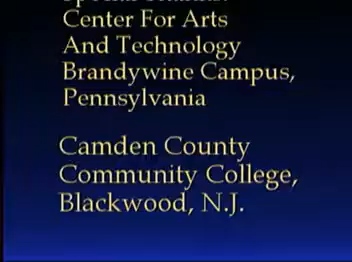 Center For Arts
And Technology
Brandywine Campus,
Pennsylvania
Camden County
Community College,
Blackwood, N.J.